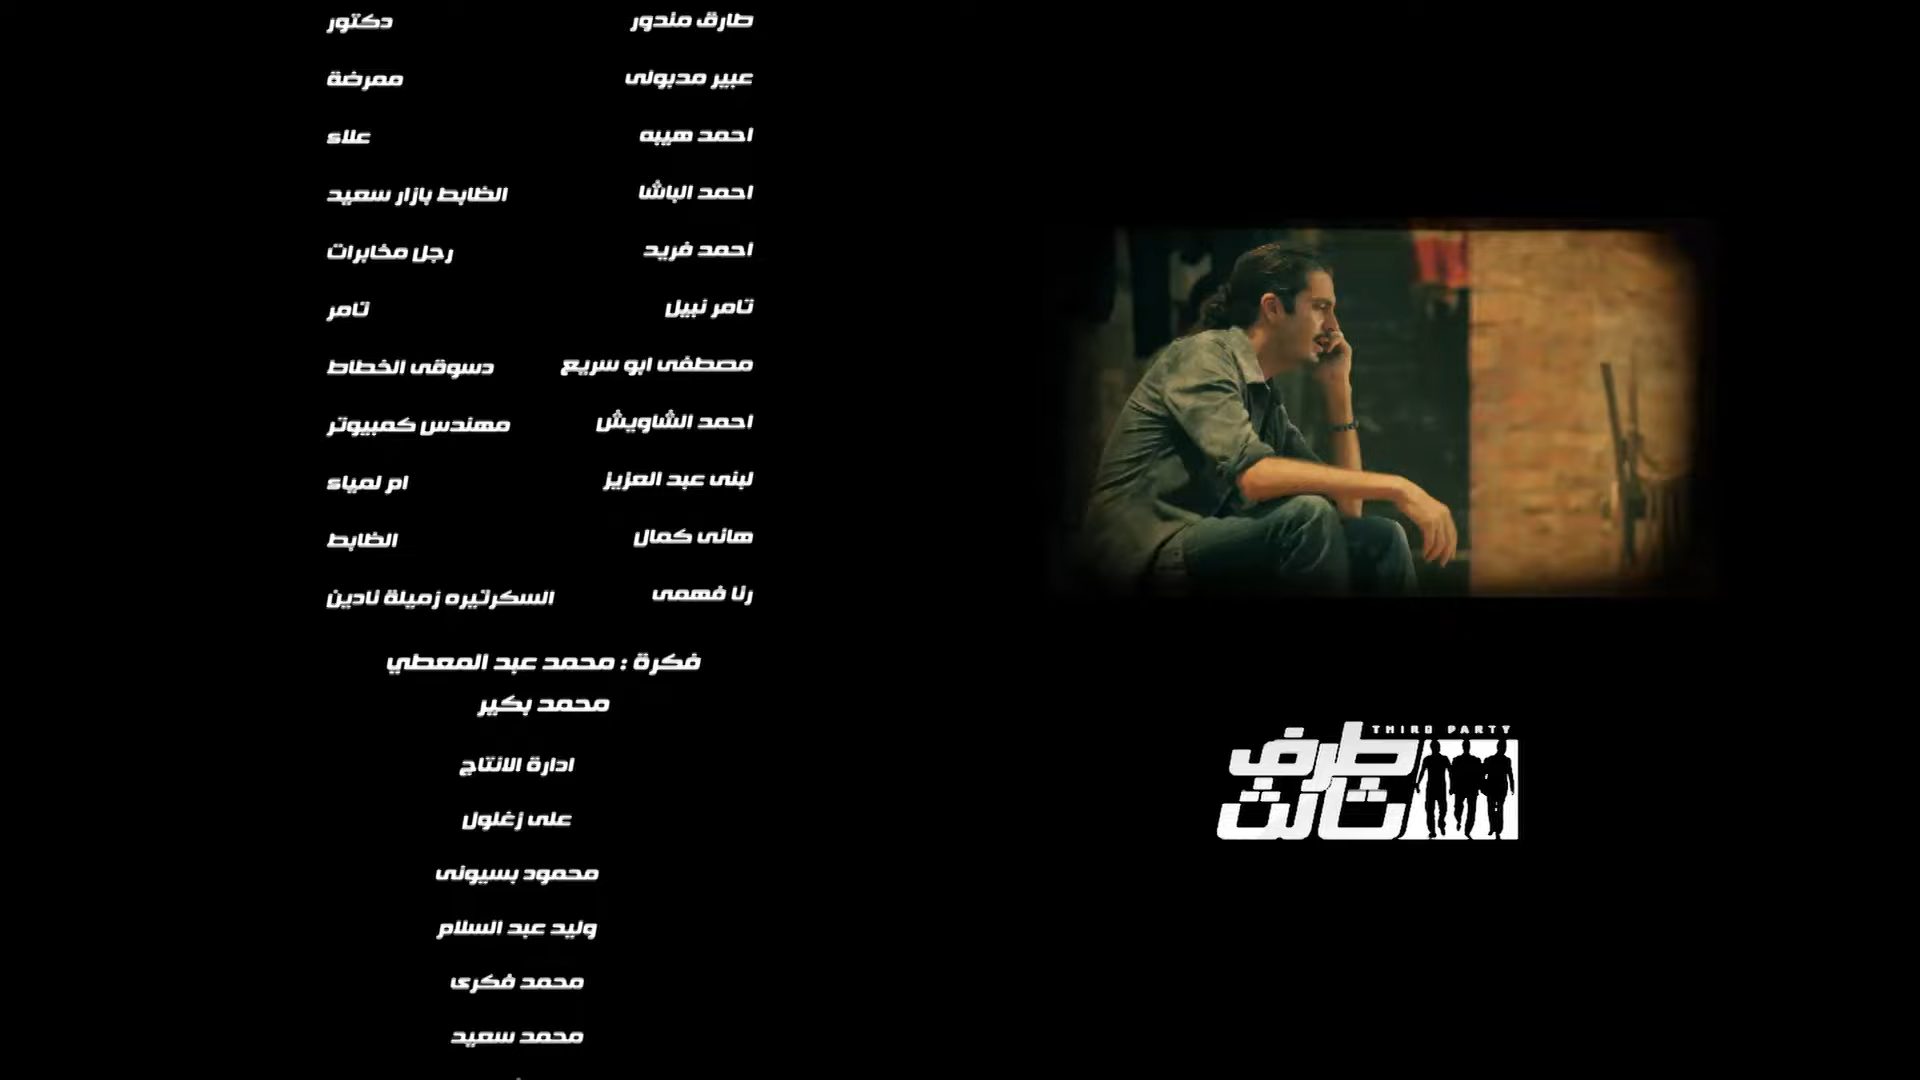 طارق مندور دكتور
عبير مدبونى ممرضة
احمد هيبه علاء
احمد الباشا الظابط بازار سعيد
احمد فريد رجل مخابرات
تامر نبيل تامر
مصطفى ابو سريع دسوقى الخطاط
احمد الشاويش مهندس كمبيوتر
لبنى عبد العزيز ام لمياء
هانى كمال الظابط
رنا فهمى السكرتيره زميلة نادين
فكرة : محمد عبد المعطي
محمد بكير
ادارة الانتاج
على زغلول
محمود بسيونى
وليد عبد السلام
محمد فكرى
محمد سعيد
THIRD PARTY
طرف
ثالث